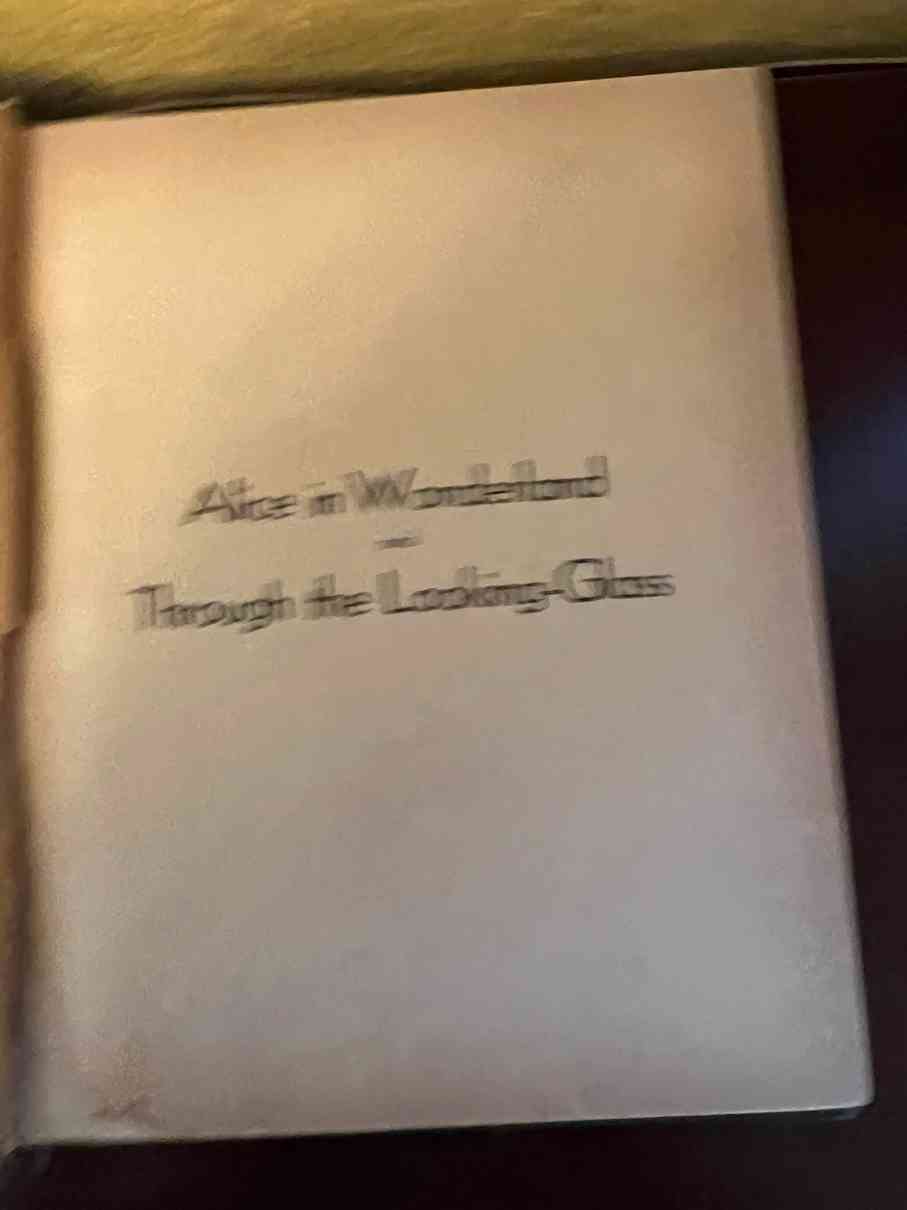 Alice in Wonderland
and
Through the Looking-Glass